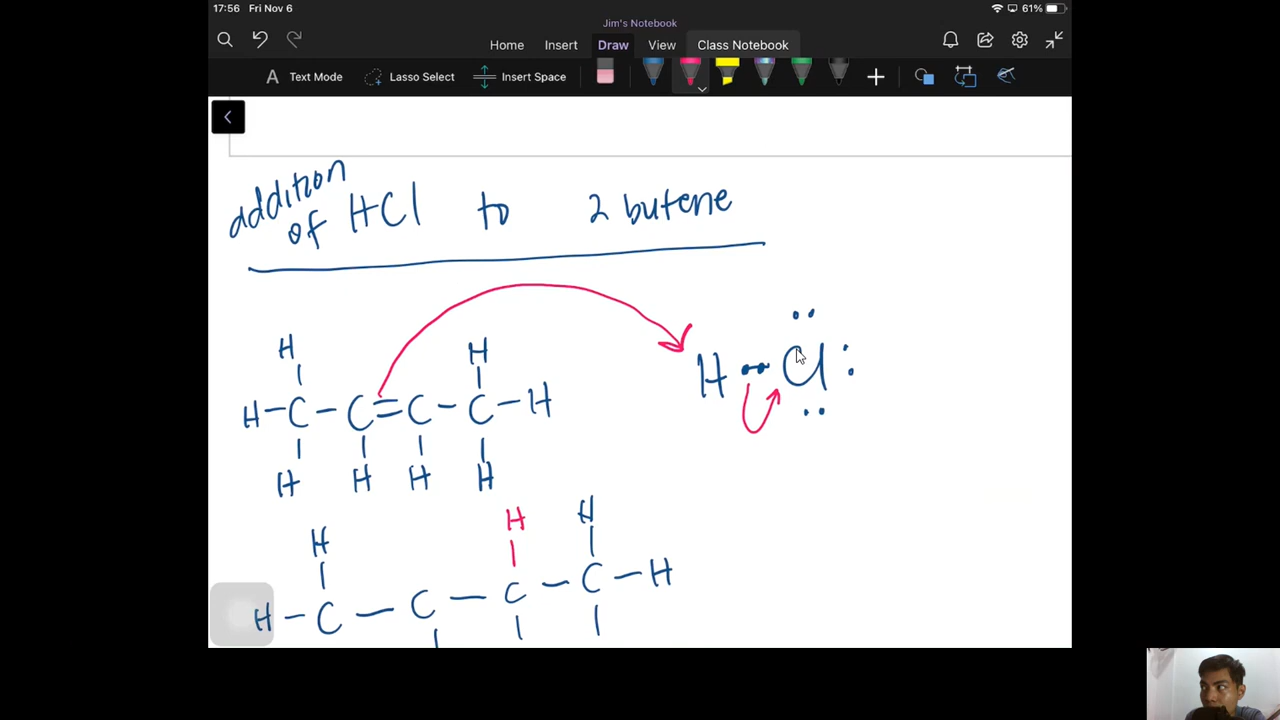 17:56 Fri Nov 6
61%
Jim's Notebook
Home Insert Draw View Class Notebook
Text Mode Lasso Select Insert Space
addition
of HCl to 2 butene
H H
H-C-C=C-C-H
H H H H
H--Cl
H H H
H-C-C-C-C-H